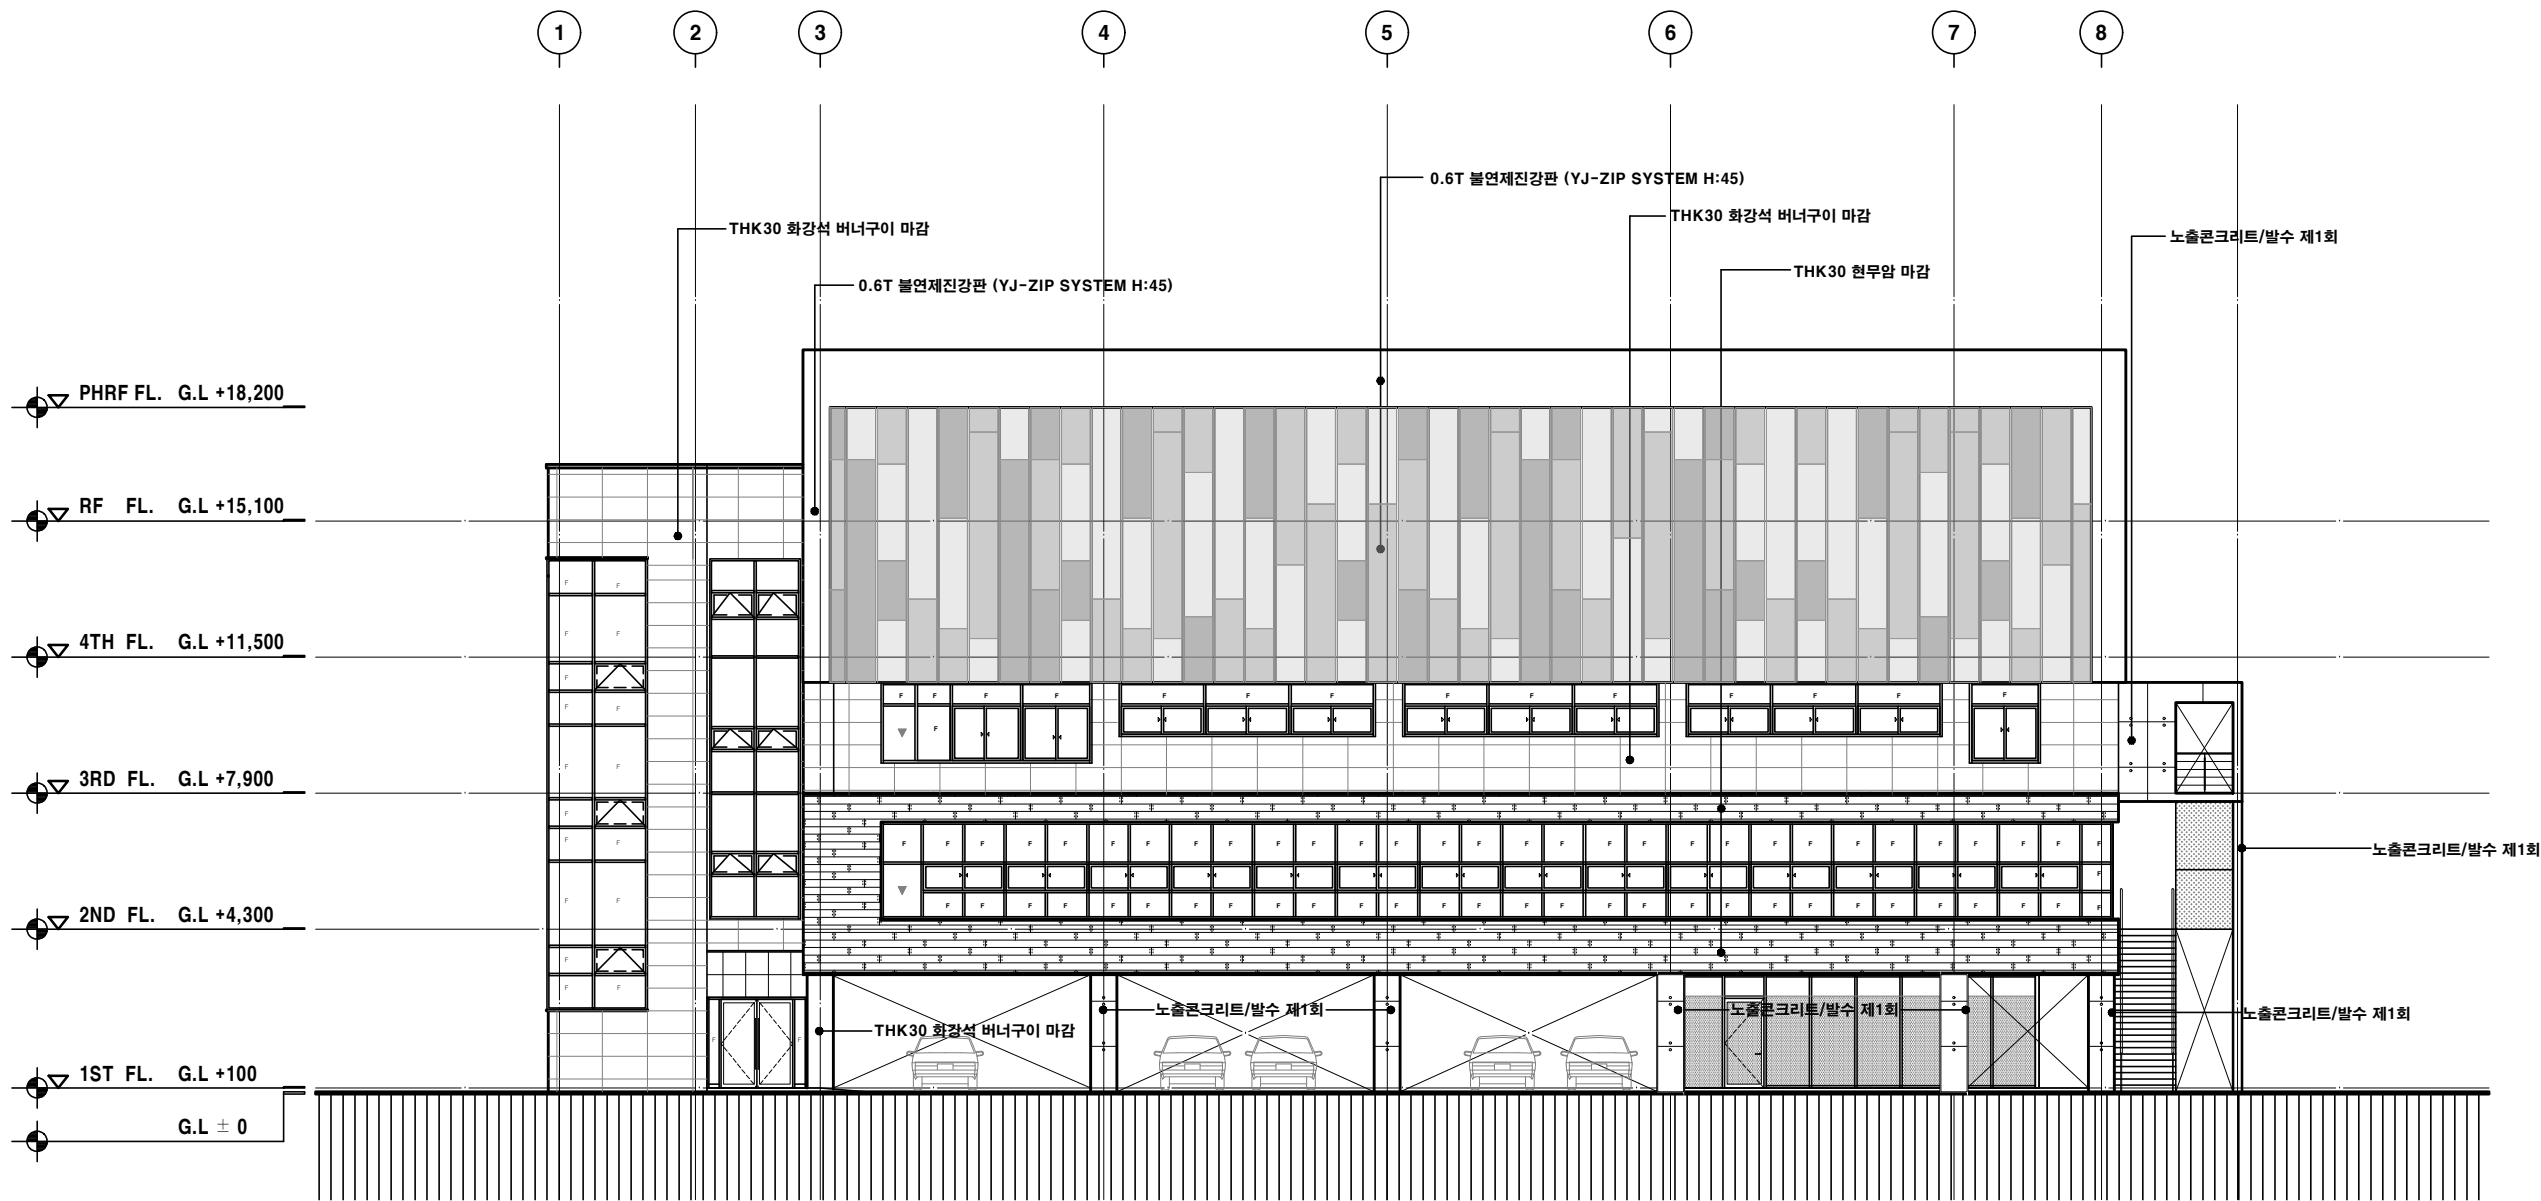 1 2 3 4 5 6 7 8
0.6T 불연제진강판 (YJ-ZIP SYSTEM H:45)
THK30 화강석 버너구이 마감
THK30 화강석 버너구이 마감
노출콘크리트/발수 제1회
THK30 현무암 마감
0.6T 불연제진강판 (YJ-ZIP SYSTEM H:45)
PHRF FL. G.L +18,200
RF FL. G.L +15,100
4TH FL. G.L +11,500
3RD FL. G.L +7,900
노출콘크리트/발수 제1회
2ND FL. G.L +4,300
노출콘크리트/발수 제1회
노출콘크리트/발수 제1회
노출콘크리트/발수 제1회
THK30 화강석 버너구이 마감
1ST FL. G.L +100
G.L ± 0